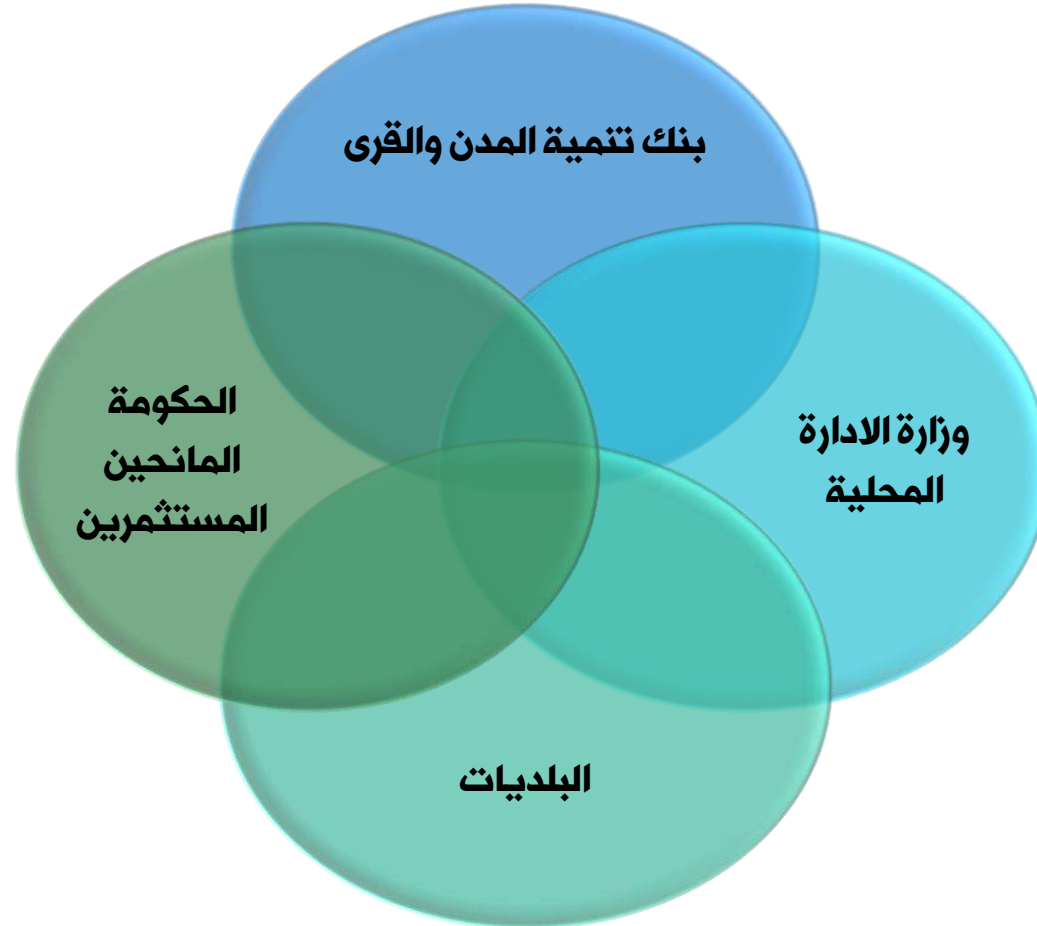 بنك تنمية المدن والقرى
وزارة الادارة
المحلية
الحكومة
المانحين
المستثمرين
البلديات